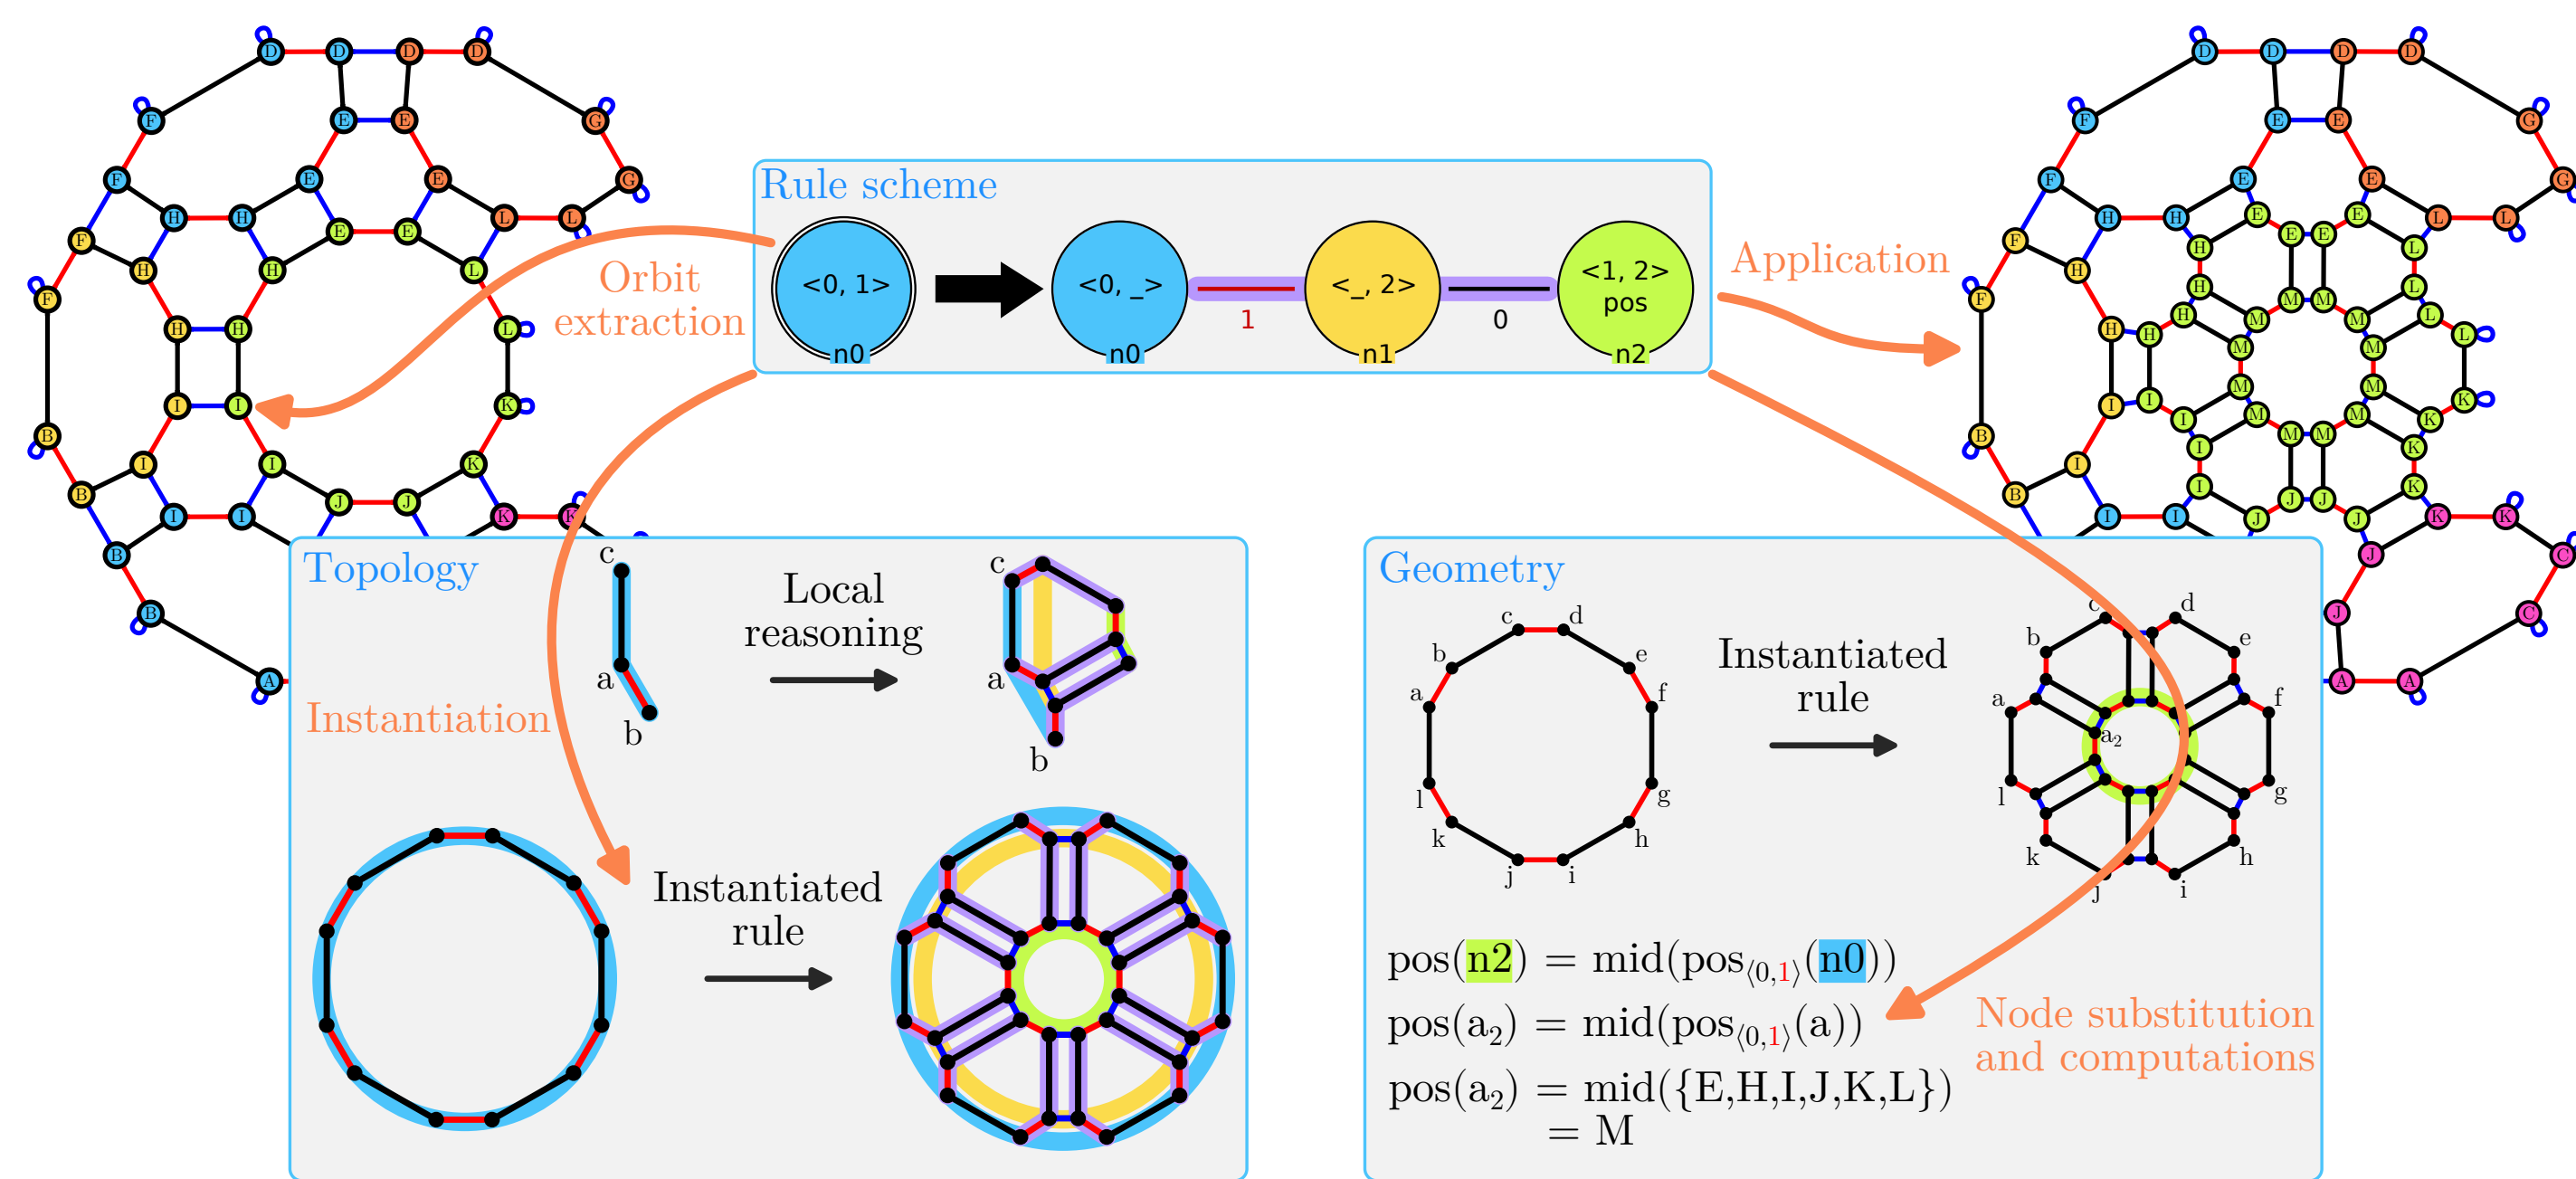 D D D D
F G
E E
F E E G
H H L L
F E E
H H L
F H H L
B I I K
B I I J J K
I I K K
B
B
A
Rule scheme
<0, 1>
n0
<0, _>
n0
1
<_, 2>
n1
0
<1, 2>
pos
n2
Orbit
extraction
Application
D D D D
F G
E E
F E E G
H H E E L L
F H E E L
H H M M L
F H H H M M L L
M M
B I I I M M K K
M M M M
I I K
B I J J K
I I J J K K
J C
J C
A A
Topology
c
a
b
Local
reasoning
c
a
b
Instantiation
Instantiated
rule
Geometry
c d
b e
a f
l g
k h
j i
Instantiated
rule
c d
b e
a f
a₂
l g
k h
j i
pos(n2) = mid(pos⟨0,1⟩(n0))
pos(a₂) = mid(pos⟨0,1⟩(a))
pos(a₂) = mid({E,H,I,J,K,L})
= M
Node substitution
and computations